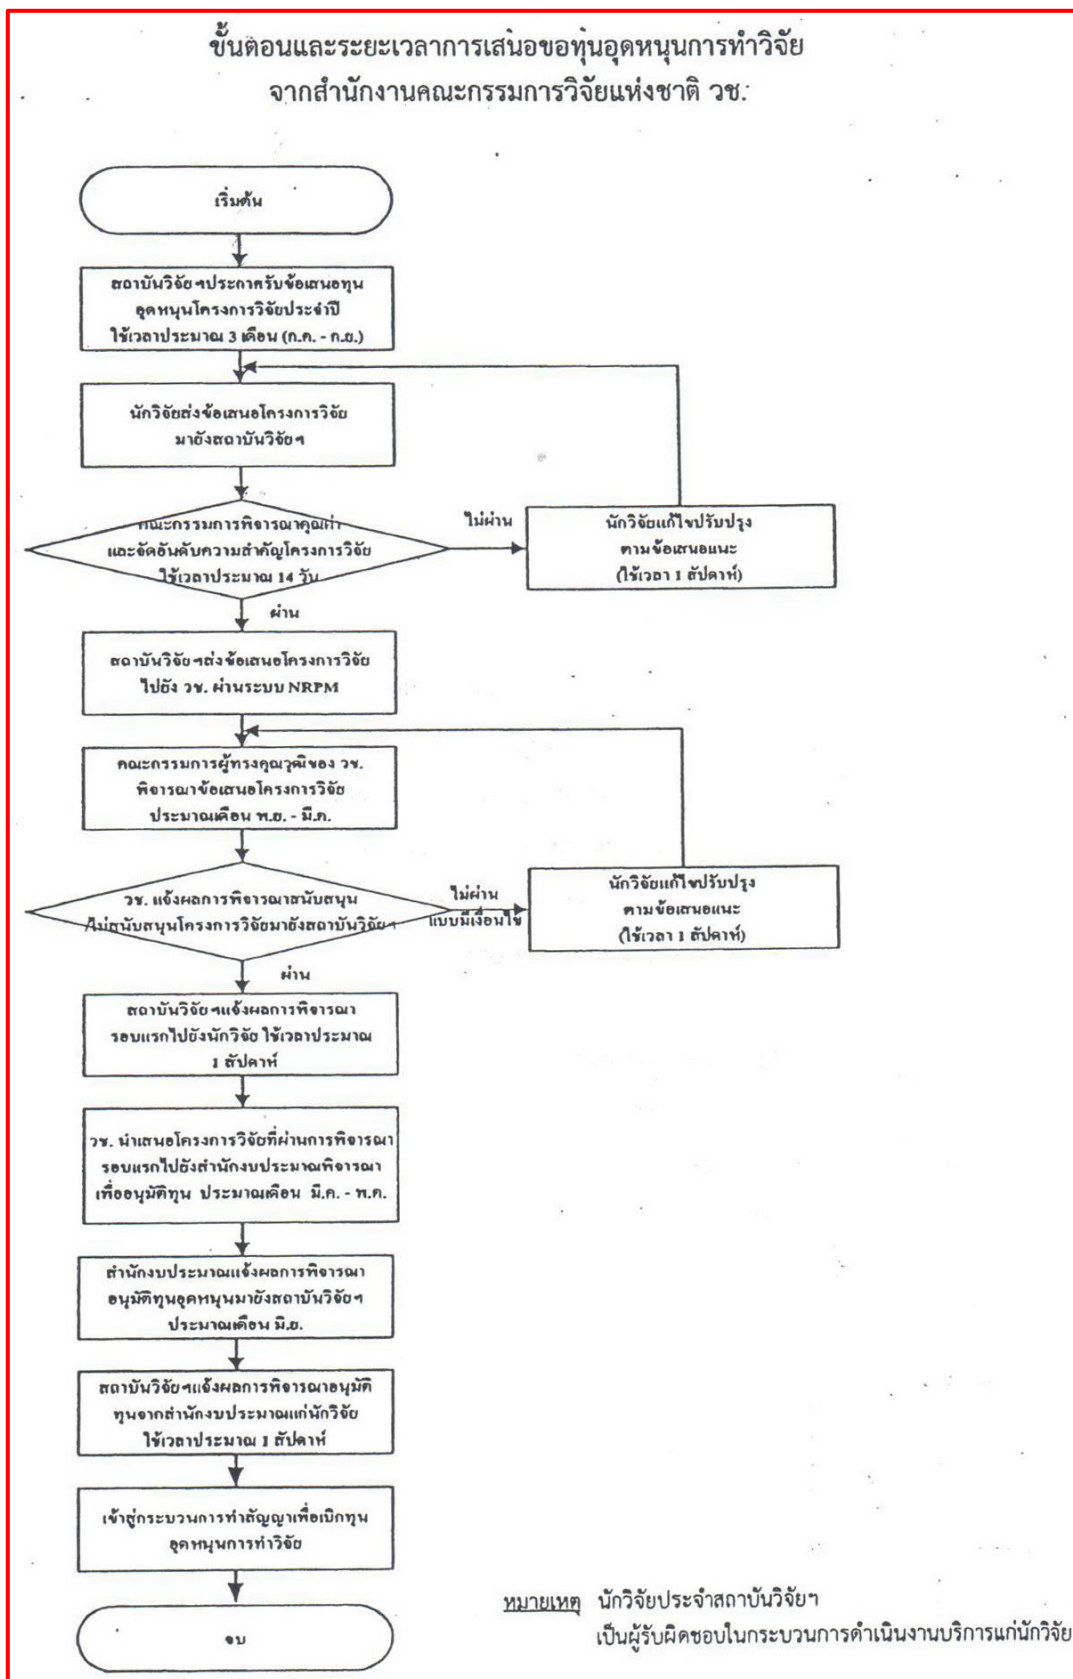 ขั้นตอนและระยะเวลาการเสนอขอทุนอุดหนุนการทำวิจัย
จากสำนักงานคณะกรรมการวิจัยแห่งชาติ วช.
เริ่มต้น
สถาบันวิจัยฯประกาศรับข้อเสนอทุน
อุดหนุนโครงการวิจัยประจำปี
ใช้เวลาประมาณ 3 เดือน (ก.ค. - ก.ย.)
นักวิจัยส่งข้อเสนอโครงการวิจัย
มายังสถาบันวิจัยฯ
คณะกรรมการพิจารณาคุณค่า
และจัดอันดับความสำคัญโครงการวิจัย
ใช้เวลาประมาณ 14 วัน
ไม่ผ่าน
นักวิจัยแก้ไขปรับปรุง
ตามข้อเสนอแนะ
(ใช้เวลา 1 สัปดาห์)
ผ่าน
สถาบันวิจัยฯส่งข้อเสนอโครงการวิจัย
ไปยัง วช. ผ่านระบบ NRPM
คณะกรรมการผู้ทรงคุณวุฒิของ วช.
พิจารณาข้อเสนอโครงการวิจัย
ประมาณเดือน พ.ย. - มี.ค.
วช. แจ้งผลการพิจารณาสนับสนุน
/ไม่สนับสนุนโครงการวิจัยมายังสถาบันวิจัยฯ
ไม่ผ่าน
แบบมีเงื่อนไข
นักวิจัยแก้ไขปรับปรุง
ตามข้อเสนอแนะ
(ใช้เวลา 1 สัปดาห์)
ผ่าน
สถาบันวิจัยฯแจ้งผลการพิจารณา
รอบแรกไปยังนักวิจัย ใช้เวลาประมาณ
1 สัปดาห์
วช. นำเสนอโครงการวิจัยที่ผ่านการพิจารณา
รอบแรกไปยังสำนักงบประมาณพิจารณา
เพื่ออนุมัติทุน ประมาณเดือน มี.ค. - พ.ค.
สำนักงบประมาณแจ้งผลการพิจารณา
อนุมัติทุนอุดหนุนมายังสถาบันวิจัยฯ
ประมาณเดือน มิ.ย.
สถาบันวิจัยฯแจ้งผลการพิจารณาอนุมัติ
ทุนจากสำนักงบประมาณแก่นักวิจัย
ใช้เวลาประมาณ 1 สัปดาห์
เข้าสู่กระบวนการทำสัญญาเพื่อเบิกทุน
อุดหนุนการทำวิจัย
จบ
หมายเหตุ นักวิจัยประจำสถาบันวิจัยฯ
เป็นผู้รับผิดชอบในกระบวนการดำเนินงานบริการแก่นักวิจัย